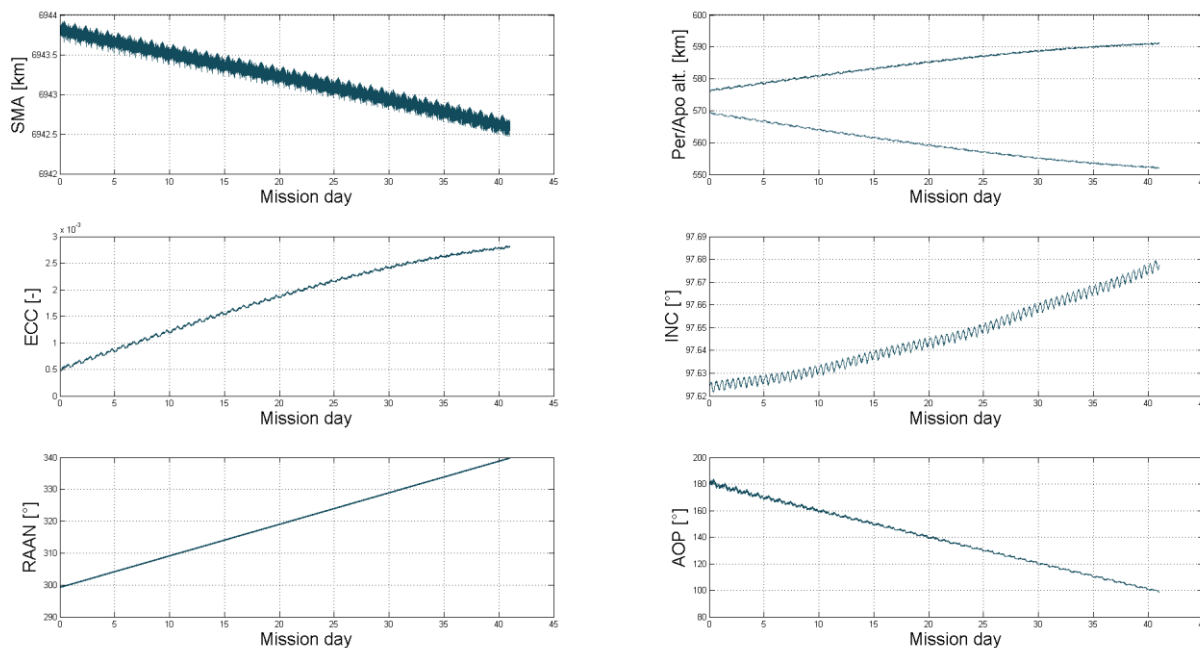 6944
6943.5
6943
6942.5
6942
SMA [km]
0 5 10 15 20 25 30 35 40 45
Mission day
600
590
580
570
560
550
Per/Apo alt. [km]
0 5 10 15 20 25 30 35 40 45
Mission day
x 10⁻³
3
2.5
2
1.5
1
0.5
0
ECC [-]
0 5 10 15 20 25 30 35 40 45
Mission day
97.69
97.68
97.67
97.66
97.65
97.64
97.63
97.62
INC [°]
0 5 10 15 20 25 30 35 40 45
Mission day
340
330
320
310
300
290
RAAN [°]
0 5 10 15 20 25 30 35 40 45
Mission day
200
180
160
140
120
100
80
AOP [°]
0 5 10 15 20 25 30 35 40 45
Mission day